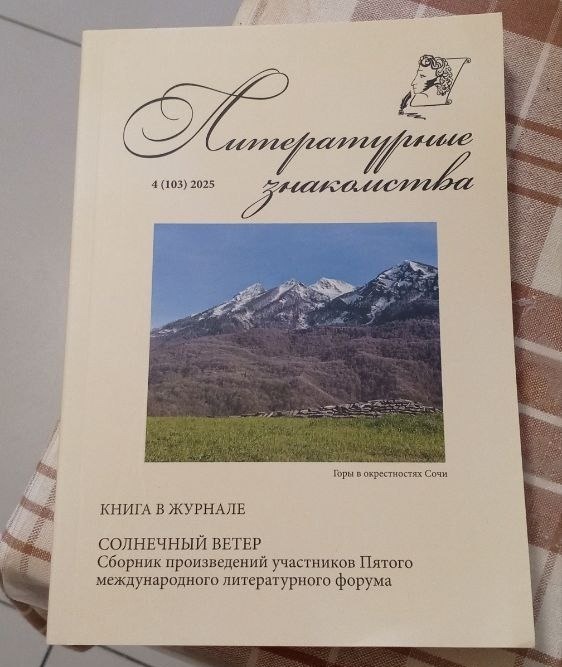 Литературные
знакомства
4 (103) 2025
Горы в окрестностях Сочи
КНИГА В ЖУРНАЛЕ
СОЛНЕЧНЫЙ ВЕТЕР
Сборник произведений участников Пятого
международного литературного форума